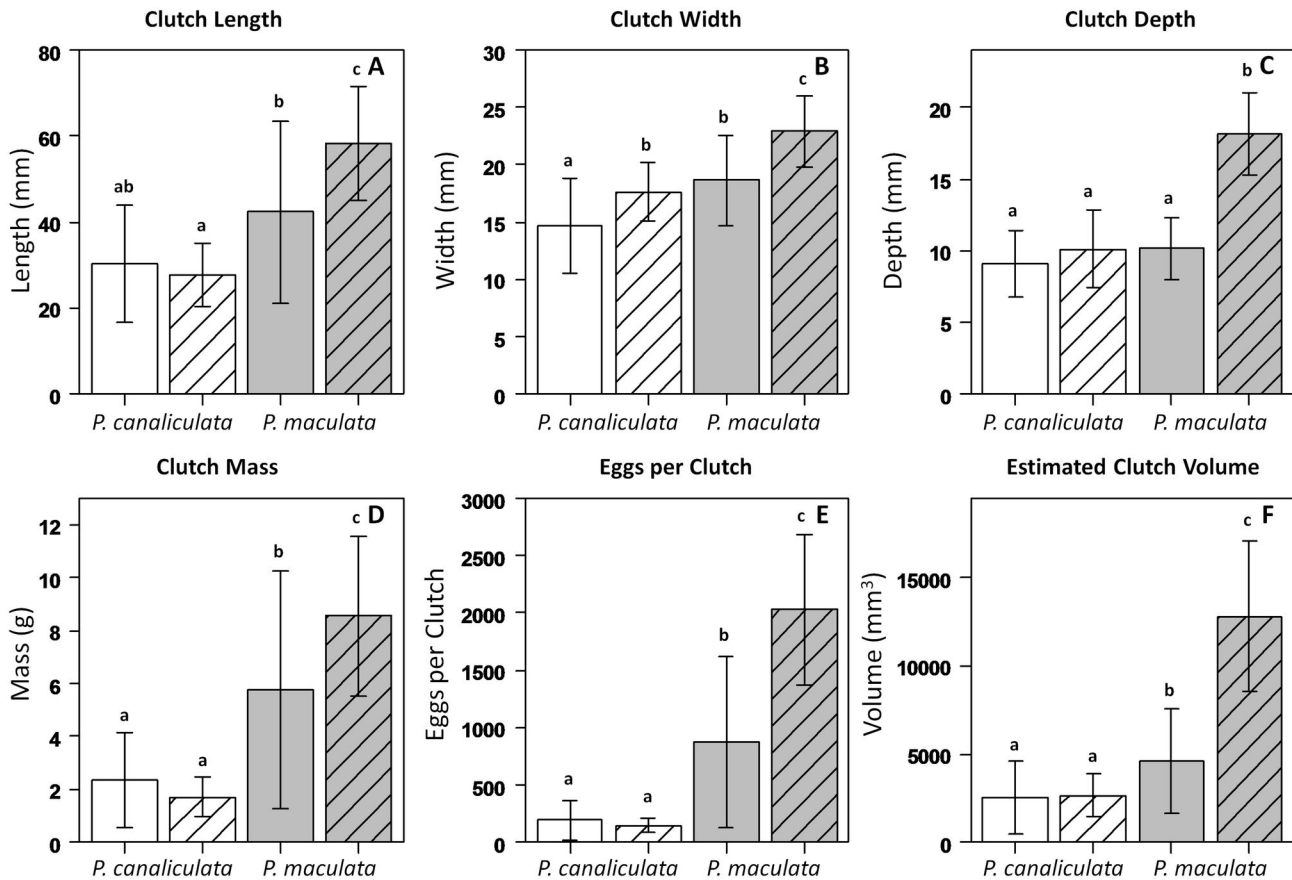 Clutch Length
A
80
60
40
20
0
Length (mm)
ab
a
b
c
P. canaliculata P. maculata
Clutch Width
B
30
25
20
15
10
5
0
Width (mm)
a
b
b
c
P. canaliculata P. maculata
Clutch Depth
C
20
15
10
5
0
Depth (mm)
a
a
a
b
P. canaliculata P. maculata
Clutch Mass
D
12
10
8
6
4
2
0
Mass (g)
a
a
b
c
P. canaliculata P. maculata
Eggs per Clutch
E
3000
2500
2000
1500
1000
500
0
Eggs per Clutch
a
a
b
c
P. canaliculata P. maculata
Estimated Clutch Volume
F
15000
10000
5000
0
Volume (mm³)
a
a
b
c
P. canaliculata P. maculata